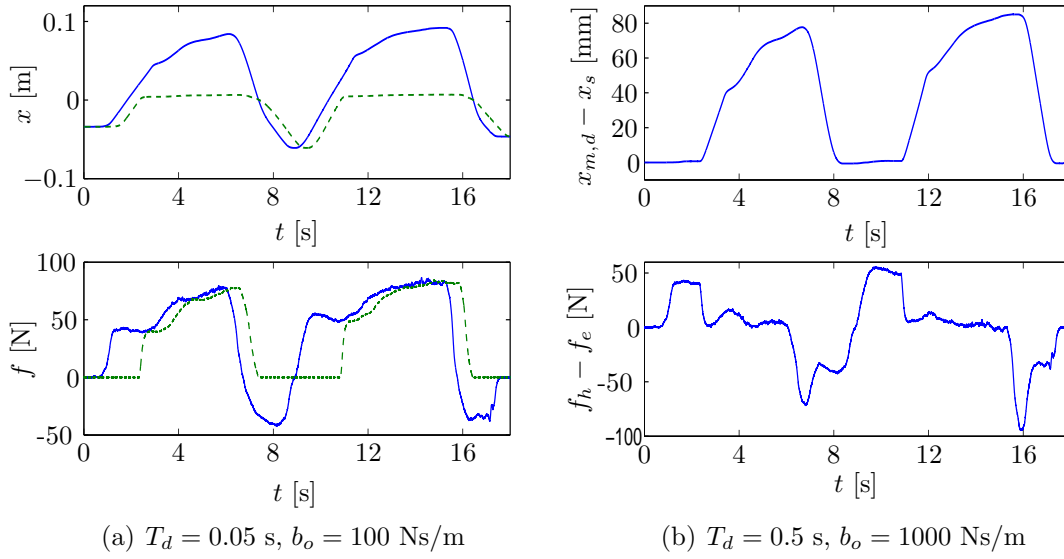 0.1
0
−0.1
x [m]
0 4 8 12 16
t [s]
80
60
40
20
0
x_{m,d} − x_s [mm]
0 4 8 12 16
t [s]
100
50
0
-50
f [N]
0 4 8 12 16
t [s]
50
0
-50
−100
f_h − f_e [N]
0 4 8 12 16
t [s]
(a) T_d = 0.05 s, b_o = 100 Ns/m
(b) T_d = 0.5 s, b_o = 1000 Ns/m